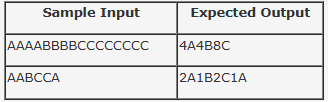 Sample Input Expected Output
AAAABBBBCCCCCCCC 4A4B8C
AABCCA 2A1B2C1A